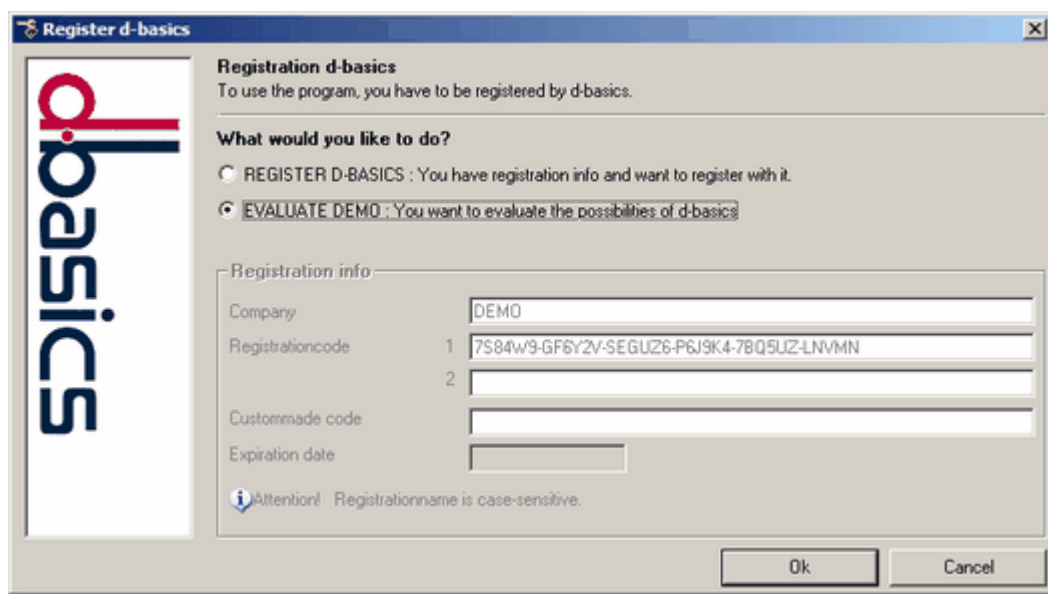 Register d-basics
d-basics
Registration d-basics
To use the program, you have to be registered by d-basics.
What would you like to do?
REGISTER D-BASICS : You have registration info and want to register with it.
EVALUATE DEMO : You want to evaluate the possibilities of d-basics
Registration info
Company DEMO
Registrationcode 1 7S84W9-GF6Y2V-SEGUZ6-P6J9K4-7BQ5UZ-LNVMN
2
Custommade code
Expiration date
Attention! Registrationname is case-sensitive.
Ok Cancel